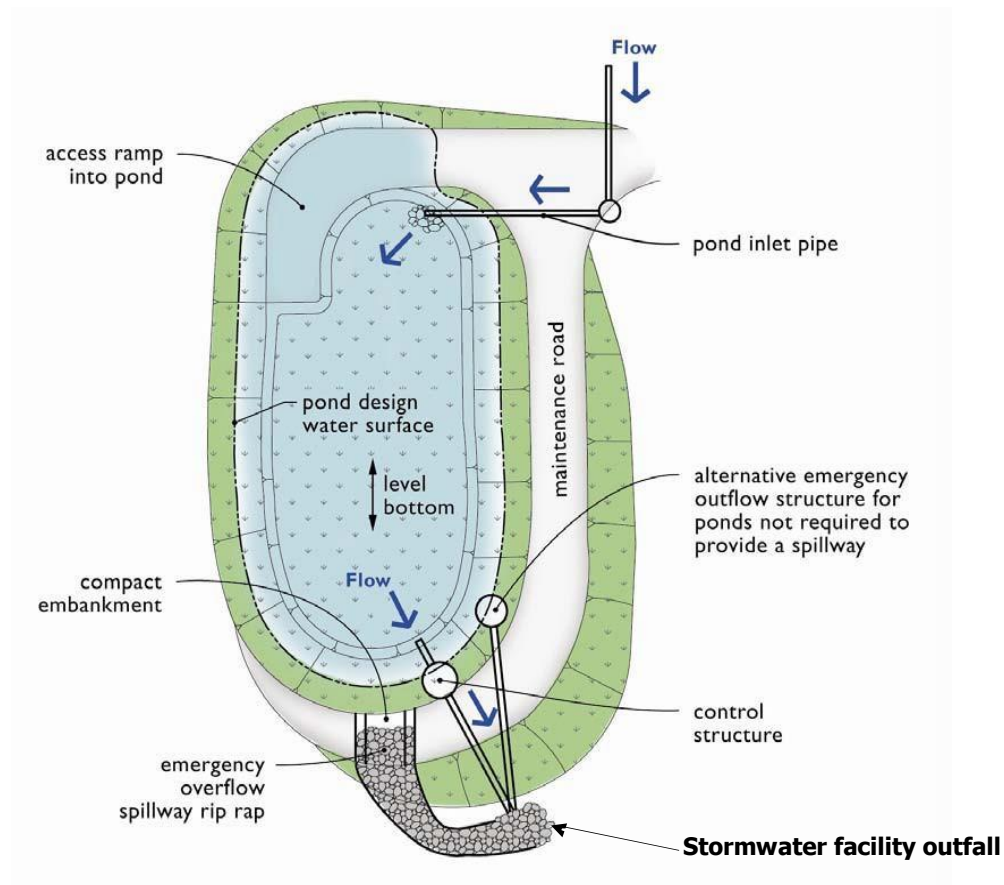 Flow
access ramp
into pond
pond inlet pipe
maintenance road
pond design
water surface
level
bottom
alternative emergency
outflow structure for
ponds not required to
provide a spillway
Flow
compact
embankment
control
structure
emergency
overflow
spillway rip rap
Stormwater facility outfall